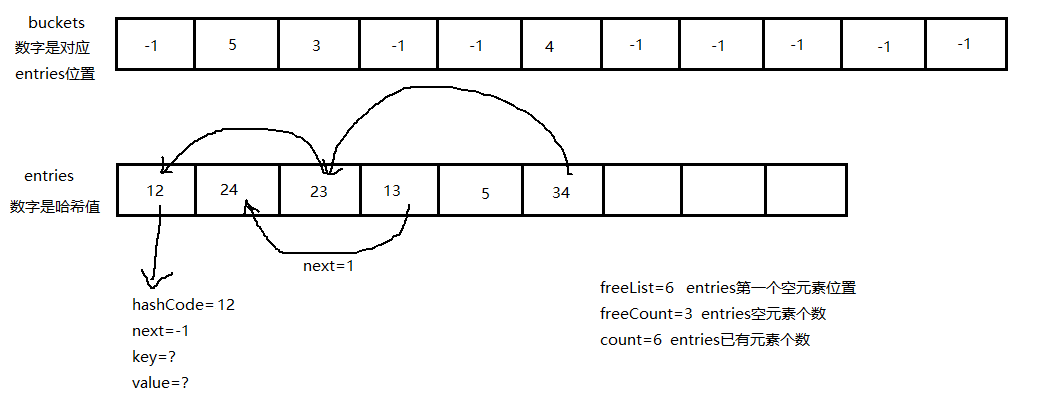 buckets
数字是对应
entries位置
-1 5 3 -1 -1 4 -1 -1 -1 -1 -1
entries
数字是哈希值
12 24 23 13 5 34
next=1
hashCode=12
next=-1
key=?
value=?
freeList=6 entries第一个空元素位置
freeCount=3 entries空元素个数
count=6 entries已有元素个数